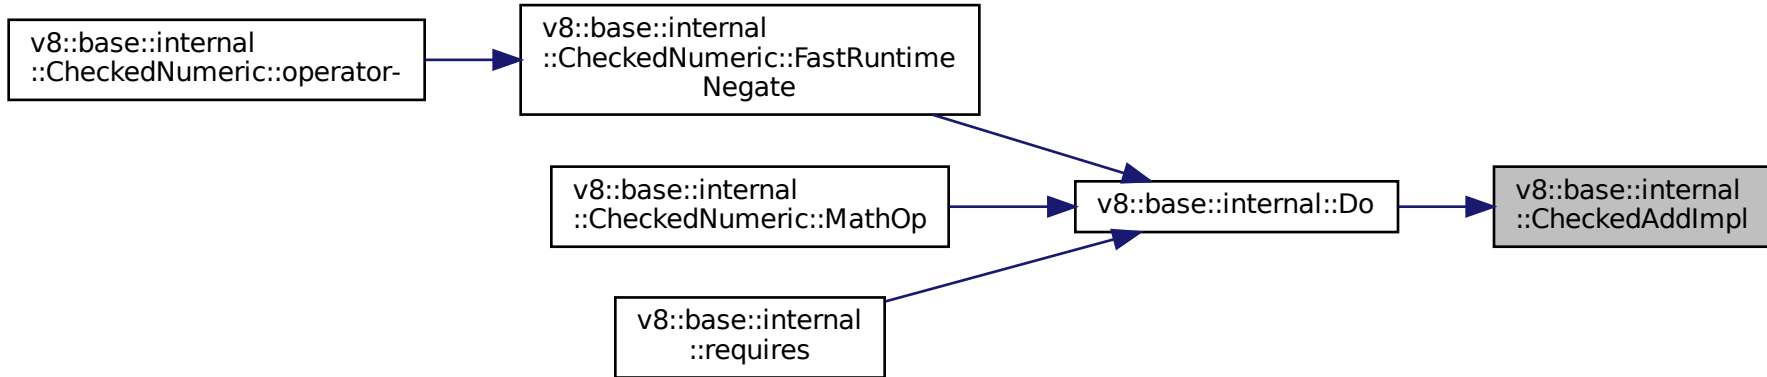 v8::base::internal
::CheckedNumeric::operator-
v8::base::internal
::CheckedNumeric::FastRuntime
Negate
v8::base::internal
::CheckedNumeric::MathOp
v8::base::internal
::requires
v8::base::internal::Do
v8::base::internal
::CheckedAddImpl